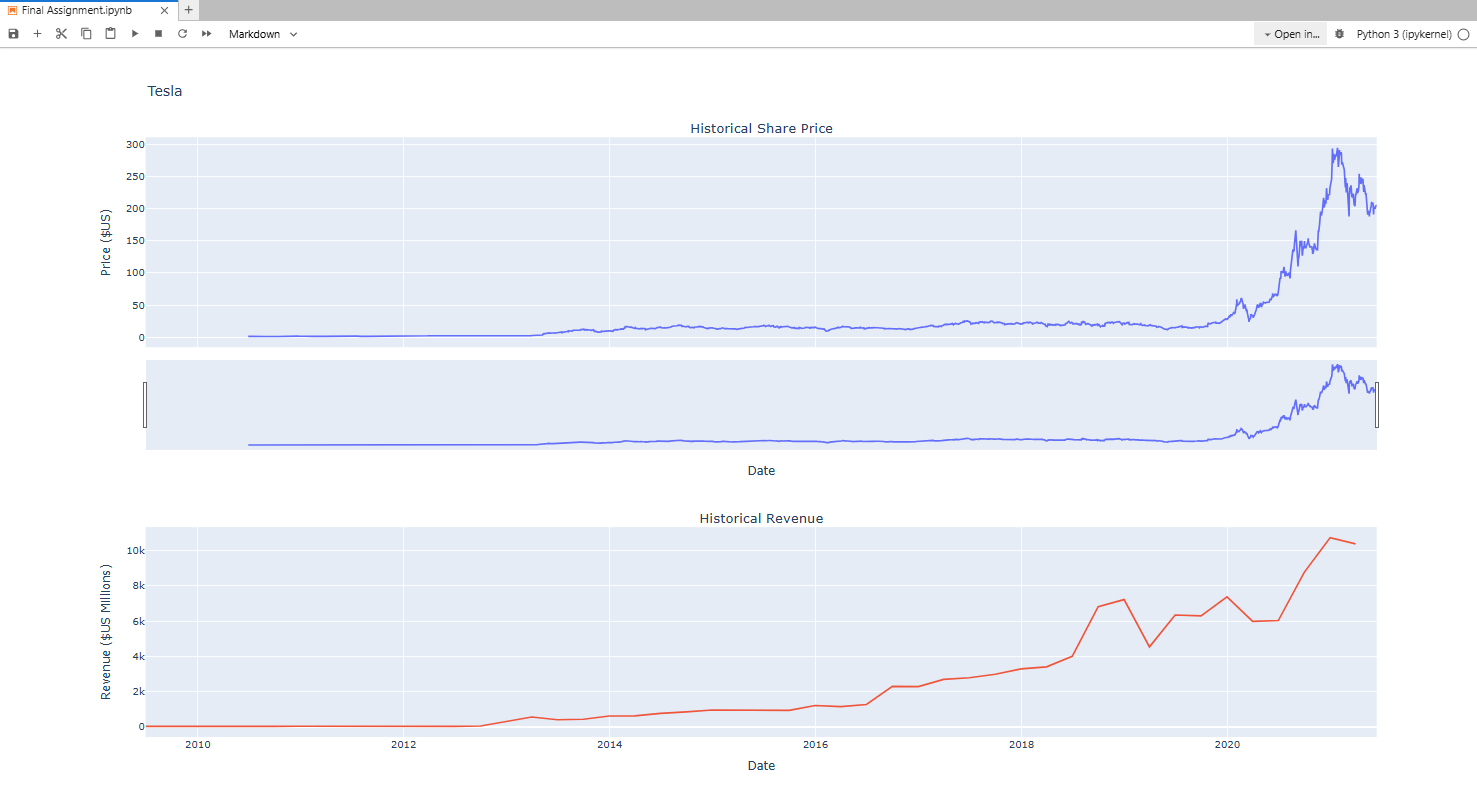 Final Assignment.ipynb
Markdown
Open in...
Python 3 (ipykernel)
Tesla
Historical Share Price
300
250
200
150
100
50
0
Price ($US)
Date
Historical Revenue
10k
8k
6k
4k
2k
0
Revenue ($US Millions)
2010 2012 2014 2016 2018 2020
Date